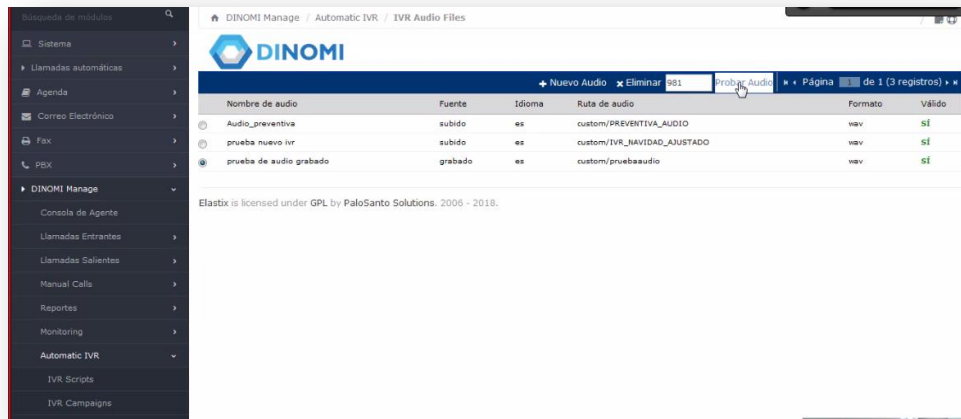 Búsqueda de módulos
DINOMI Manage / Automatic IVR / IVR Audio Files
Sistema
Llamadas automáticas
Agenda
Correo Electrónico
Fax
PBX
DINOMI Manage
Consola de Agente
Llamadas Entrantes
Llamadas Salientes
Manual Calls
Reportes
Monitoring
Automatic IVR
IVR Scripts
IVR Campaigns
DINOMI
Nuevo Audio Eliminar 981 Probar Audio Página 1 de 1 (3 registros)
Nombre de audio Fuente Idioma Ruta de audio Formato Válido
Audio_preventiva subido es custom/PREVENTIVA_AUDIO wav sí
prueba nuevo ivr subido es custom/IVR_NAVIDAD_AJUSTADO wav sí
prueba de audio grabado grabado es custom/pruebaaudio wav sí
Elastix is licensed under GPL by PaloSanto Solutions. 2006 - 2018.